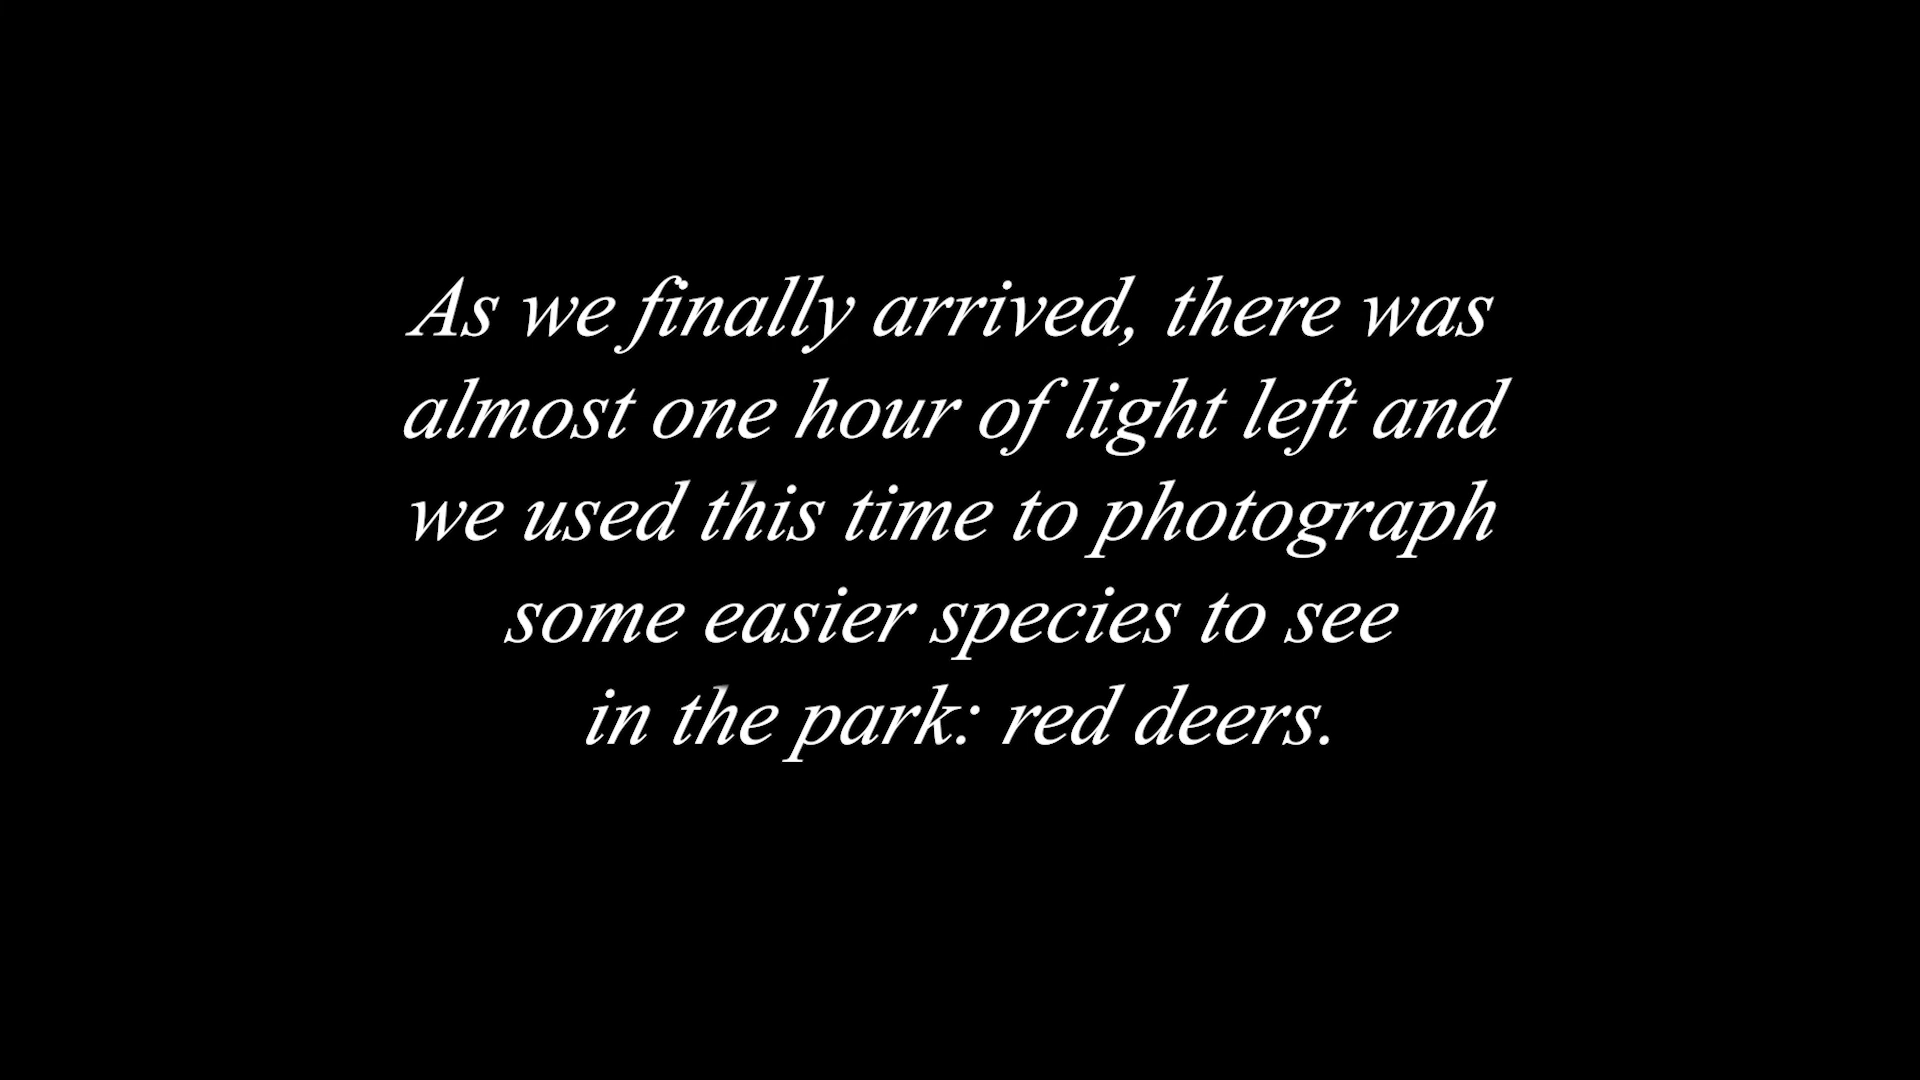 As we finally arrived, there was
almost one hour of light left and
we used this time to photograph
some easier species to see
in the park: red deers.